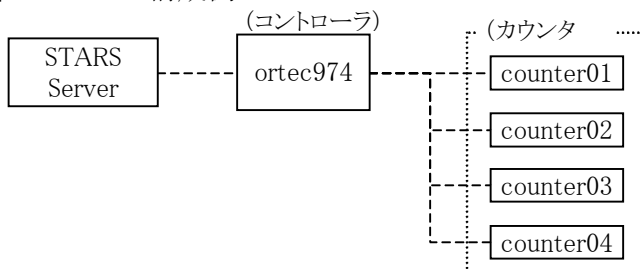 (コントローラ)
(カウンタ
STARS
Server
ortec974
counter01
counter02
counter03
counter04